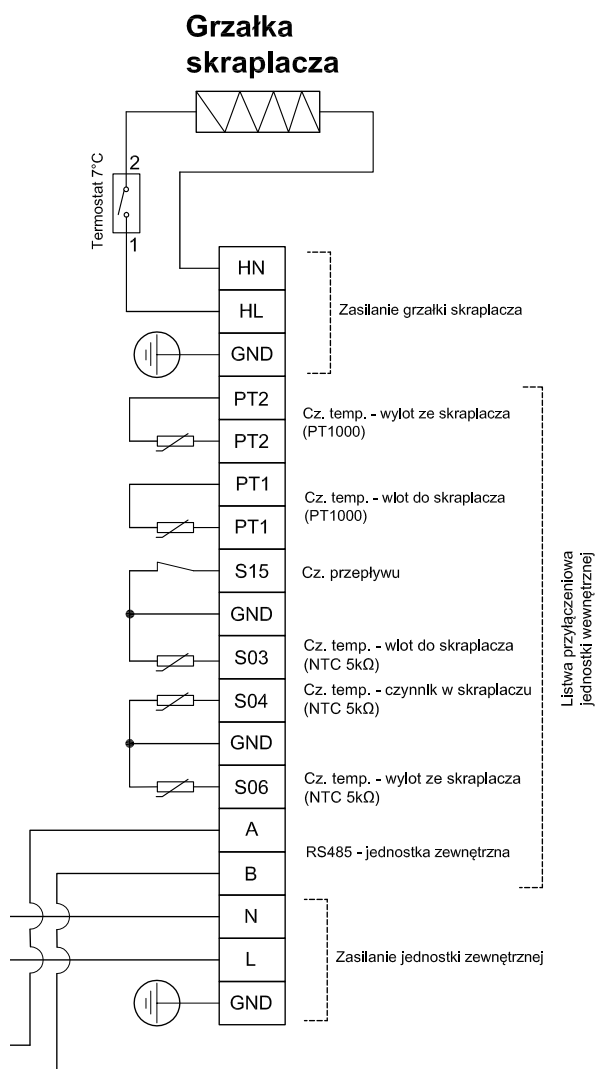 Grzałka
skraplacza
Termostat 7°C
2
1
HN
HL
GND
Zasilanie grzałki skraplacza
PT2
PT2
Cz. temp. - wylot ze skraplacza
(PT1000)
PT1
PT1
Cz. temp. - wlot do skraplacza
(PT1000)
S15
Cz. przepływu
GND
S03
Cz. temp. - wlot do skraplacza
(NTC 5kΩ)
S04
Cz. temp. - czynnik w skraplaczu
(NTC 5kΩ)
GND
S06
Cz. temp. - wylot ze skraplacza
(NTC 5kΩ)
A
B
RS485 - jednostka zewnętrzna
Listwa przyłączeniowa
jednostki wewnętrznej
N
L
GND
Zasilanie jednostki zewnętrznej